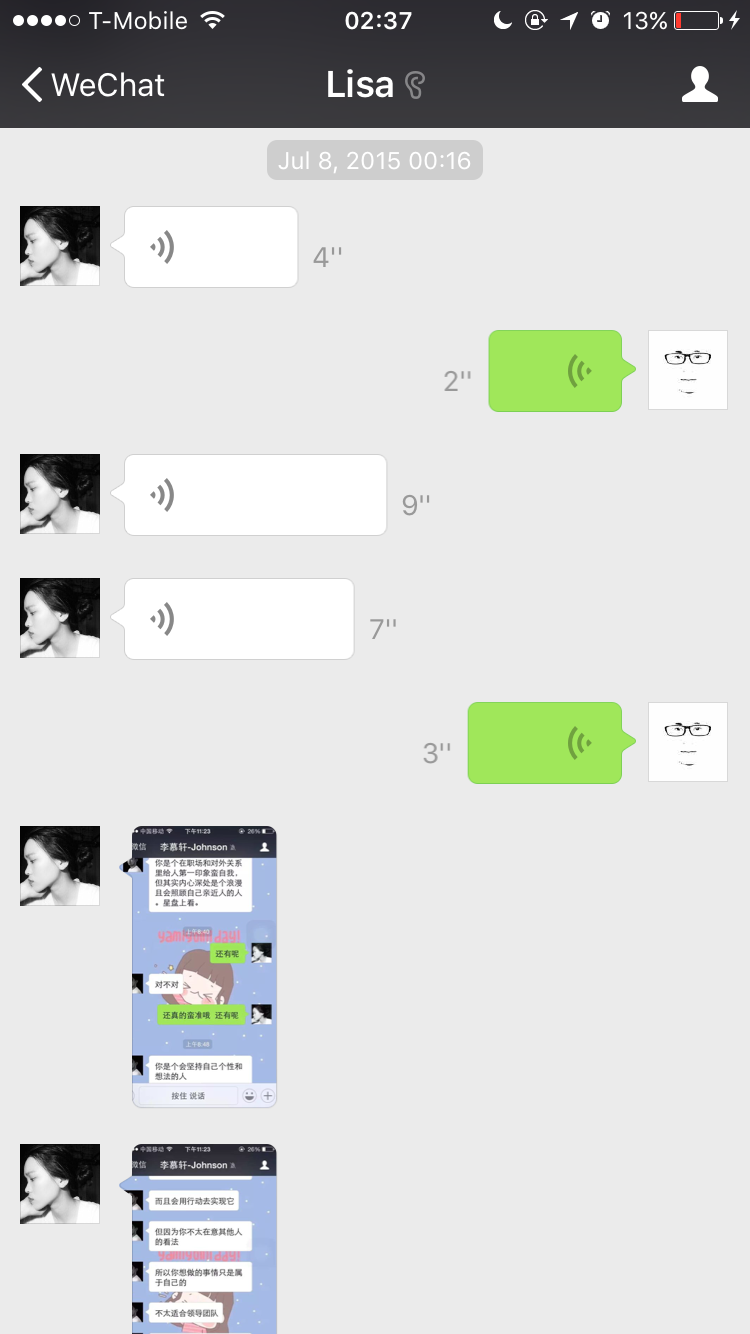 T-Mobile
02:37
13%
WeChat
Lisa
Jul 8, 2015 00:16
4''
2''
9''
7''
3''
中国移动
下午11:23
26%
微信
李慕轩-Johnson
你是个在职场和对外关系
里给人第一印象蛮自我，
但其实内心深处是个浪漫
且会照顾自己亲近人的人
。星盘上看。
还有呢
对不对
还真的蛮准哦 还有呢
你是个会坚持自己个性和
想法的人
按住 说话
中国移动
下午11:23
26%
微信
李慕轩-Johnson
而且会用行动去实现它
但因为你不太在意其他人
的看法
所以你想做的事情只是属
于自己的
不太适合领导团队